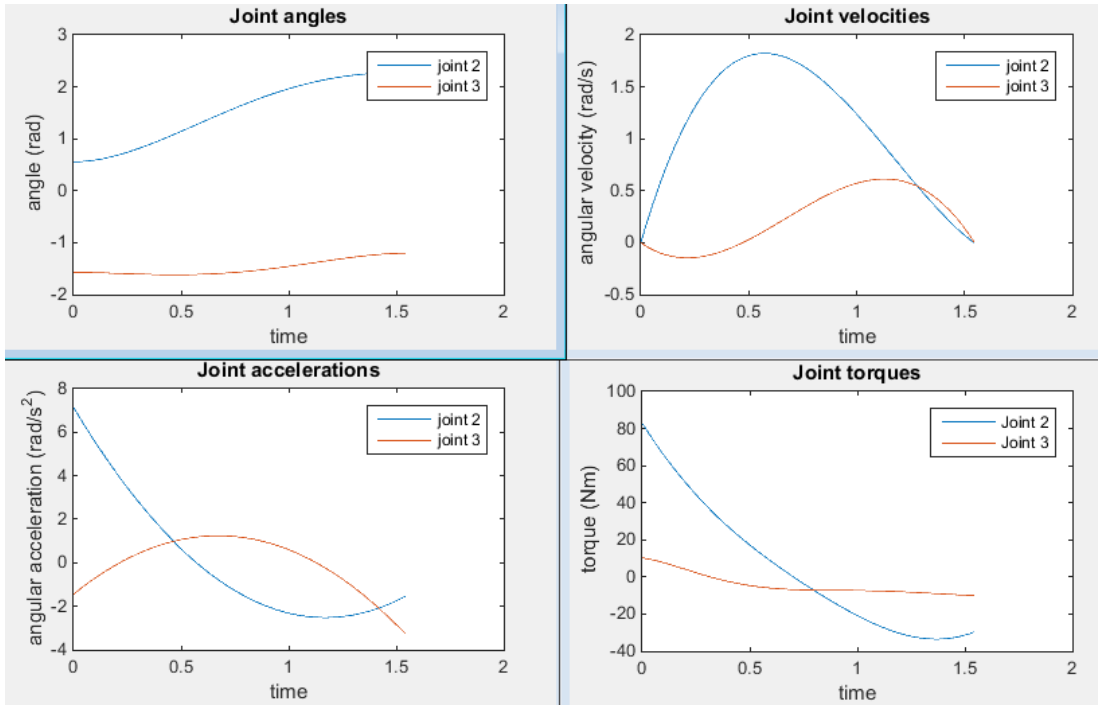 Joint angles
3
2
1
0
-1
-2
angle (rad)
joint 2
joint 3
0
0.5
1
1.5
2
time
Joint velocities
2
1.5
1
0.5
0
-0.5
angular velocity (rad/s)
joint 2
joint 3
0
0.5
1
1.5
2
time
Joint accelerations
8
6
4
2
0
-2
-4
angular acceleration (rad/s²)
joint 2
joint 3
0
0.5
1
1.5
2
time
Joint torques
100
80
60
40
20
0
-20
-40
torque (Nm)
Joint 2
Joint 3
0
0.5
1
1.5
2
time